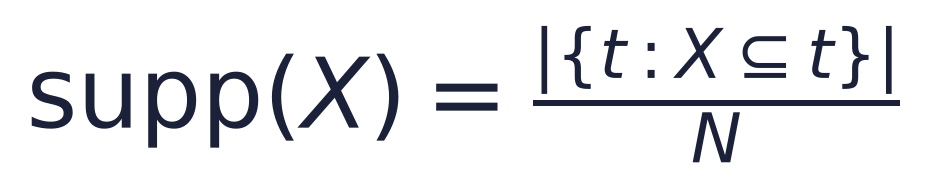 supp(X) = |{t : X ⊆ t}| / N